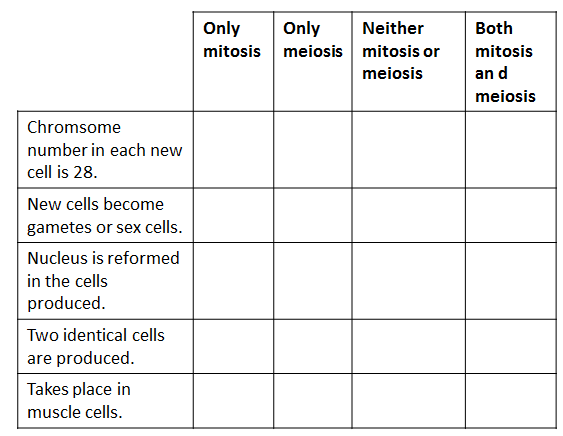 Only
mitosis
Only
meiosis
Neither
mitosis or
meiosis
Both
mitosis
an d
meiosis
Chromsome
number in each new
cell is 28.
New cells become
gametes or sex cells.
Nucleus is reformed
in the cells
produced.
Two identical cells
are produced.
Takes place in
muscle cells.